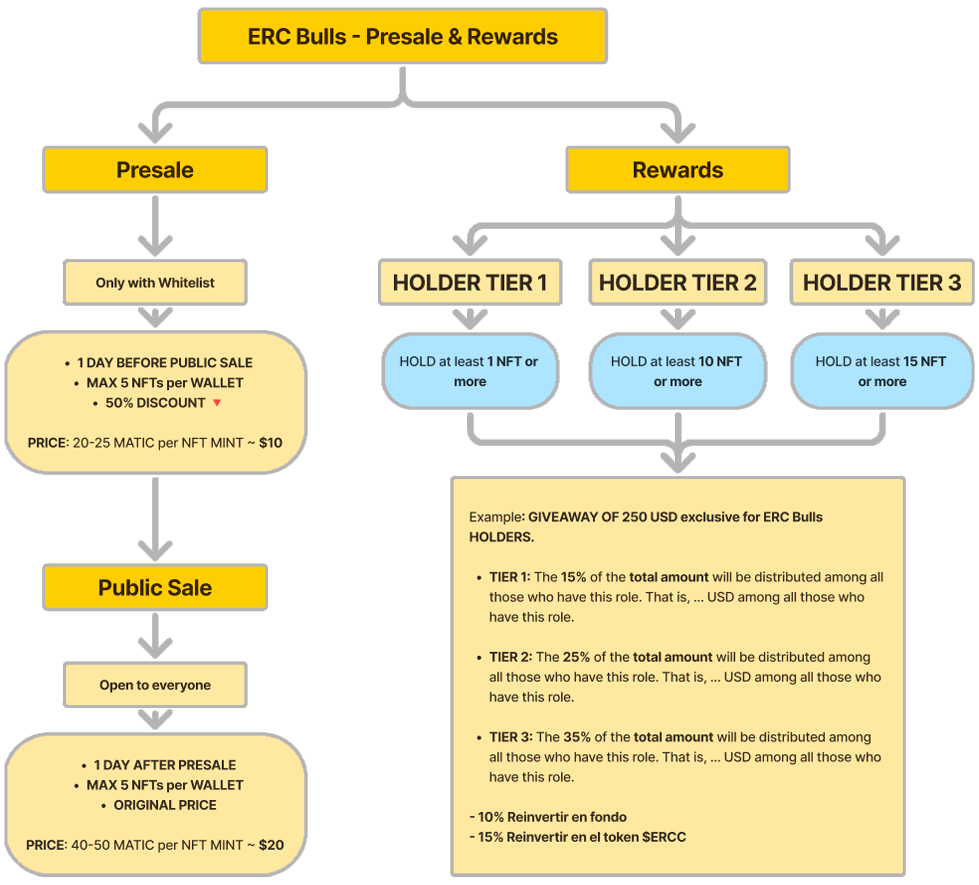 ERC Bulls - Presale & Rewards
Presale
Only with Whitelist
• 1 DAY BEFORE PUBLIC SALE
• MAX 5 NFTs per WALLET
• 50% DISCOUNT 🔻
PRICE: 20-25 MATIC per NFT MINT ~ $10
Public Sale
Open to everyone
• 1 DAY AFTER PRESALE
• MAX 5 NFTs per WALLET
• ORIGINAL PRICE
PRICE: 40-50 MATIC per NFT MINT ~ $20
Rewards
HOLDER TIER 1
HOLD at least 1 NFT or
more
HOLDER TIER 2
HOLD at least 10 NFT
or more
HOLDER TIER 3
HOLD at least 15 NFT
or more
Example: GIVEAWAY OF 250 USD exclusive for ERC Bulls
HOLDERS.
• TIER 1: The 15% of the total amount will be distributed among all
those who have this role. That is, ... USD among all those who
have this role.
• TIER 2: The 25% of the total amount will be distributed among
all those who have this role. That is, ... USD among all those who
have this role.
• TIER 3: The 35% of the total amount will be distributed among
all those who have this role. That is, ... USD among all those who
have this role.
- 10% Reinvertir en fondo
- 15% Reinvertir en el token $ERCC